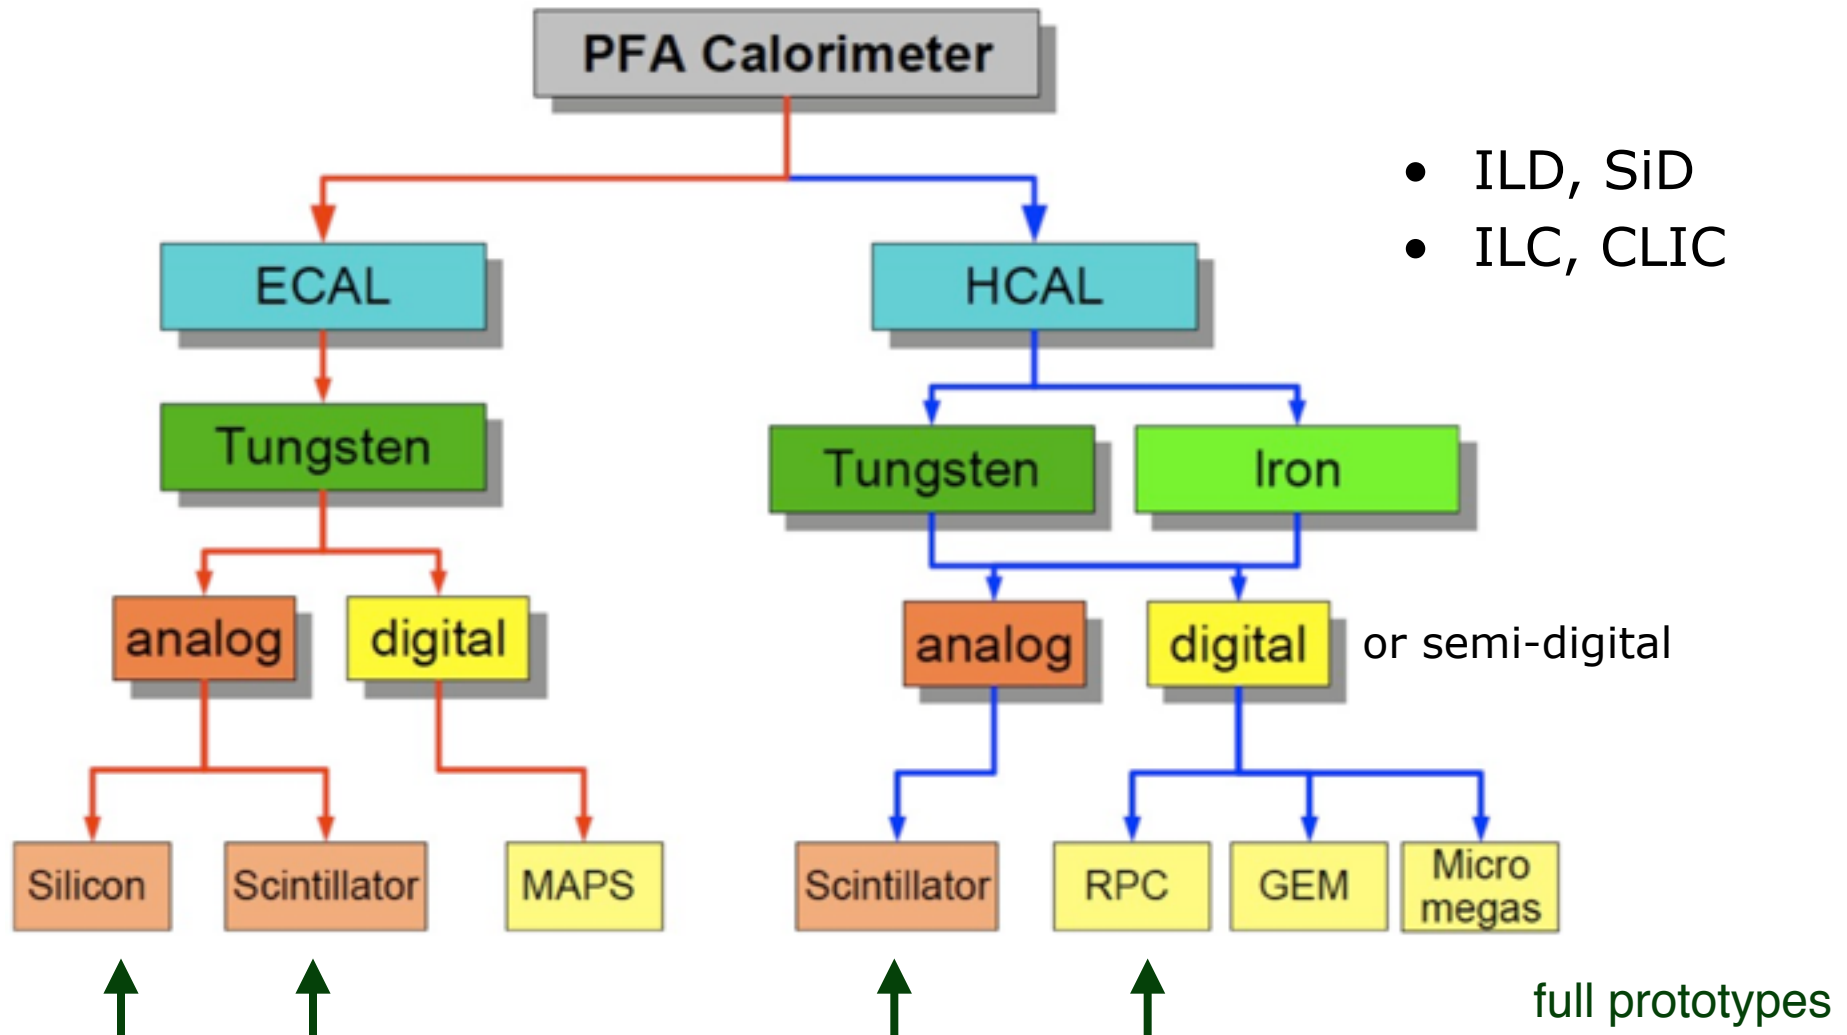 PFA Calorimeter
• ILD, SiD
• ILC, CLIC
ECAL
HCAL
Tungsten
Tungsten
Iron
analog
digital
analog
digital
or semi-digital
Silicon
Scintillator
MAPS
Scintillator
RPC
GEM
Micro
megas
full prototypes